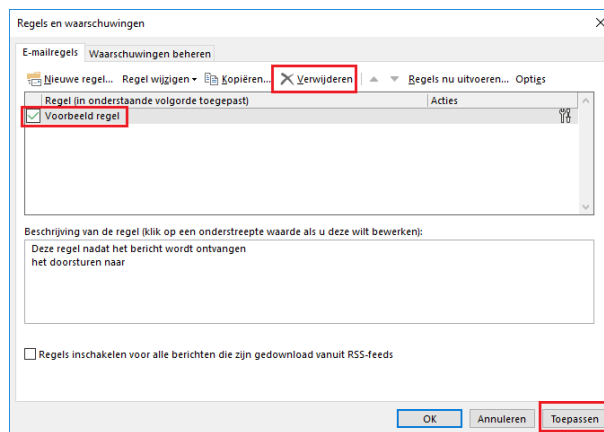 Regels en waarschuwingen
E-mailregels Waarschuwingen beheren
Nieuwe regel... Regel wijzigen Kopiëren... Verwijderen Regels nu uitvoeren... Opties
Regel (in onderstaande volgorde toegepast) Acties
Voorbeeld regel
Beschrijving van de regel (klik op een onderstreepte waarde als u deze wilt bewerken):
Deze regel nadat het bericht wordt ontvangen
het doorsturen naar
Regels inschakelen voor alle berichten die zijn gedownload vanuit RSS-feeds
OK Annuleren Toepassen